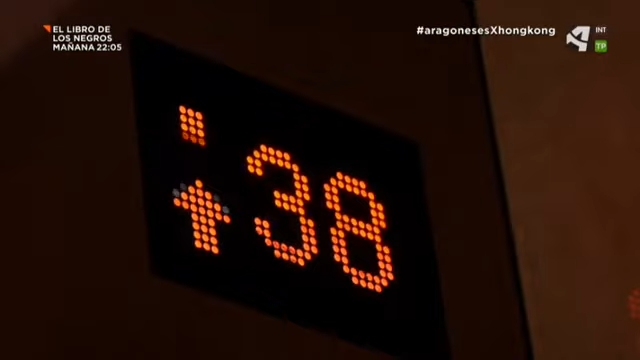 EL LIBRO DE
LOS NEGROS
MAÑANA 22:05
#aragonesesXhongkong
INT
TP
38